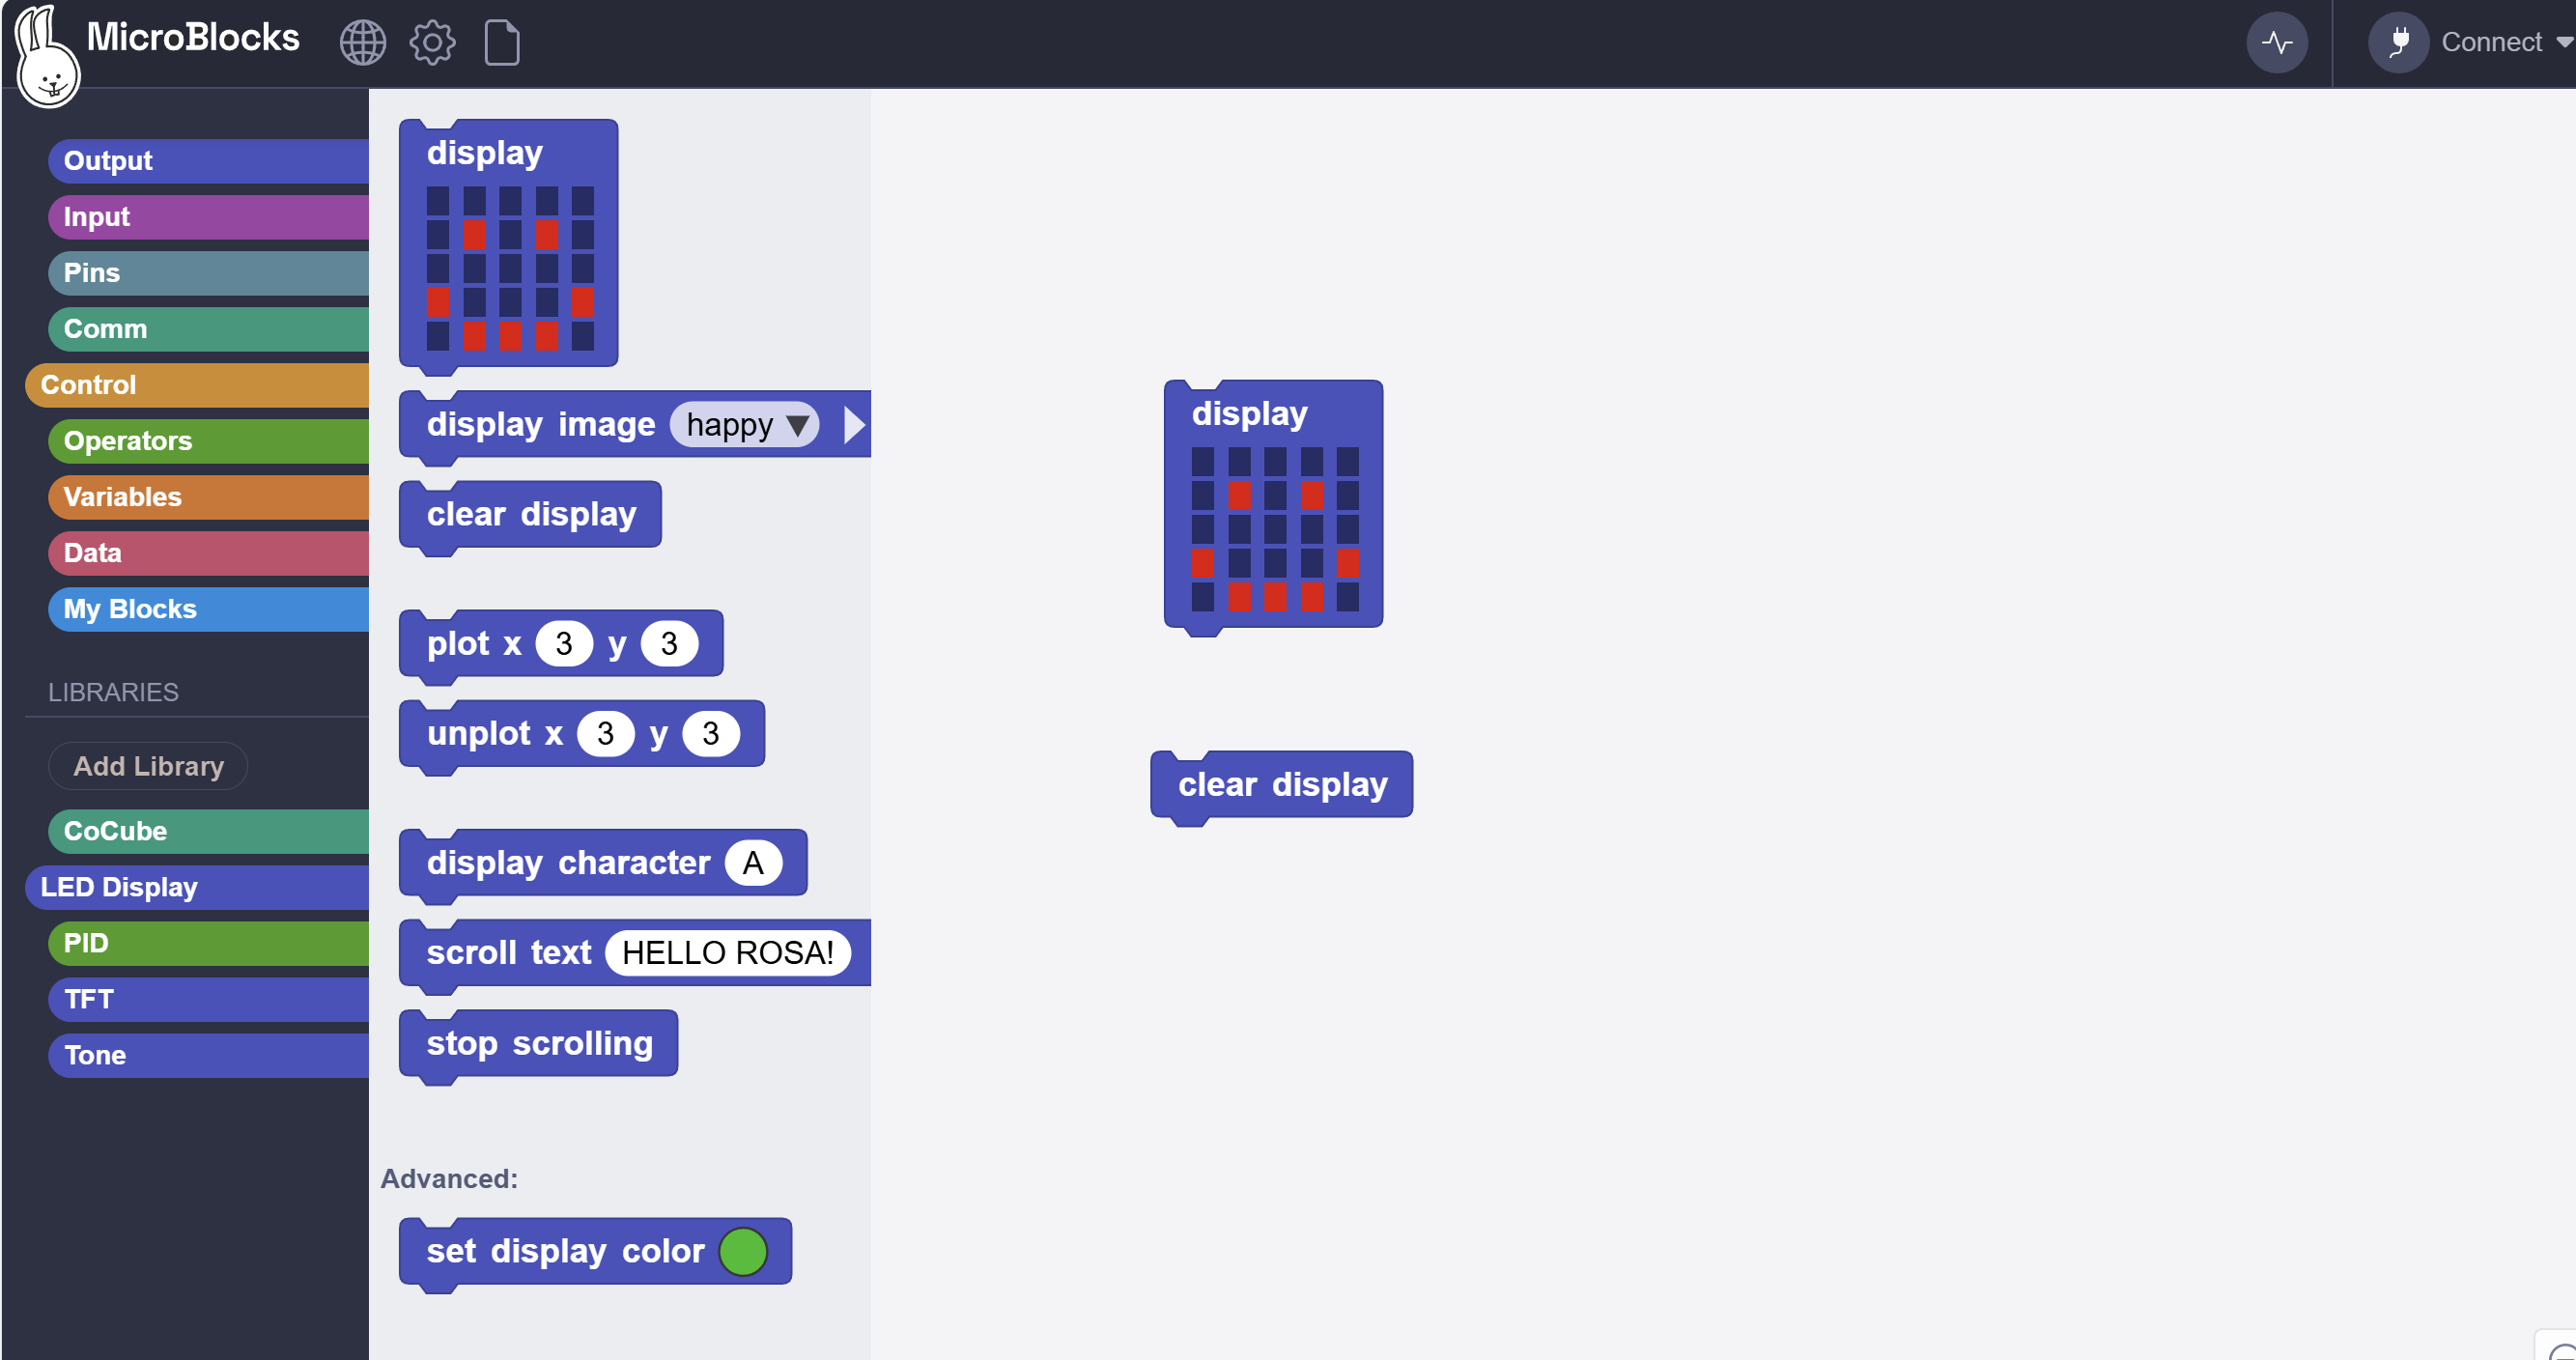 MicroBlocks
Connect
Output
Input
Pins
Comm
Control
Operators
Variables
Data
My Blocks
LIBRARIES
Add Library
CoCube
LED Display
PID
TFT
Tone
display
display image happy
clear display
plot x 3 y 3
unplot x 3 y 3
display character A
scroll text HELLO ROSA!
stop scrolling
Advanced:
set display color
display
clear display